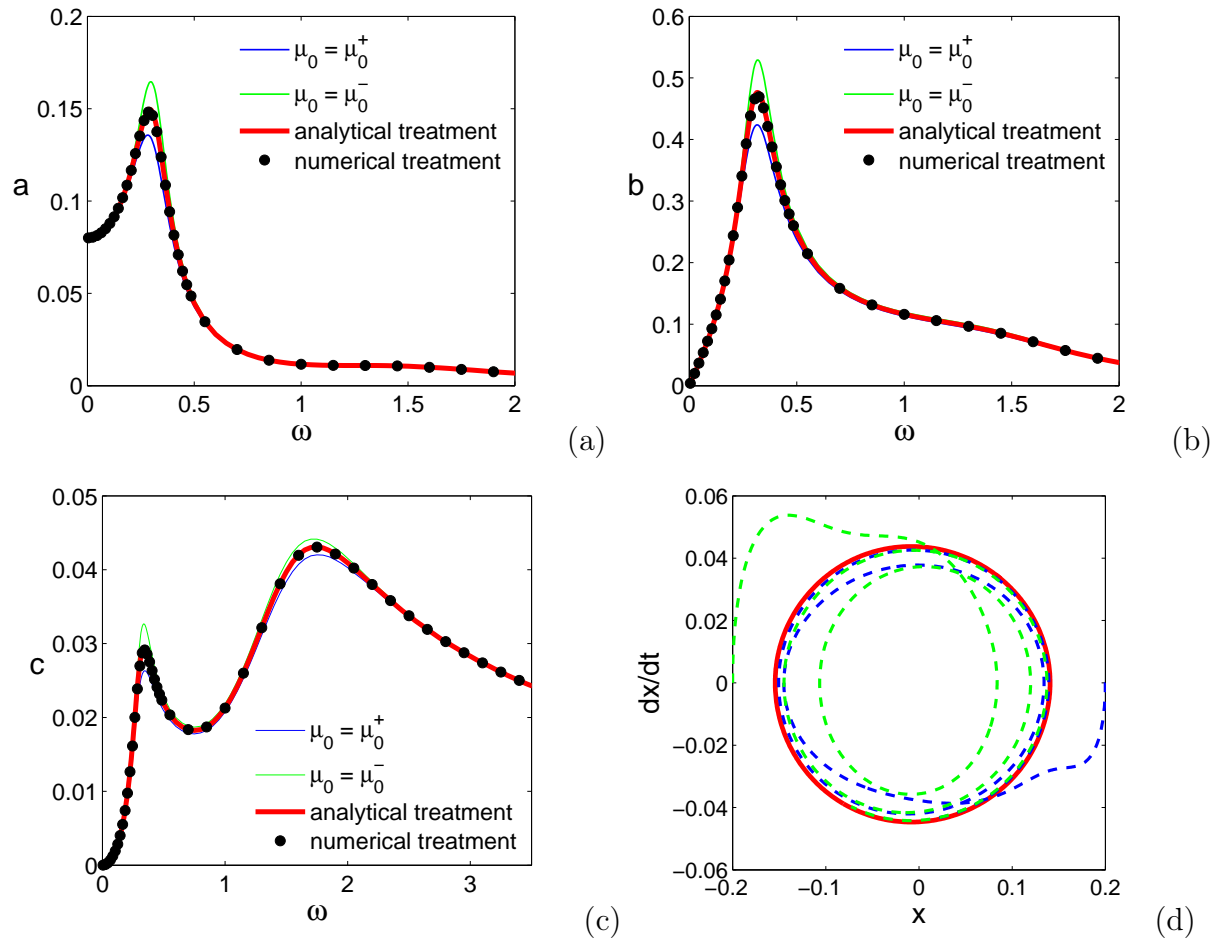 0.2
0.15
0.1
0.05
0
a
μ₀ = μ₀⁺
μ₀ = μ₀⁻
analytical treatment
numerical treatment
0 0.5 1 1.5 2
ω
(a)
0.6
0.5
0.4
0.3
0.2
0.1
0
b
μ₀ = μ₀⁺
μ₀ = μ₀⁻
analytical treatment
numerical treatment
0 0.5 1 1.5 2
ω
(b)
0.05
0.04
0.03
0.02
0.01
0
c
μ₀ = μ₀⁺
μ₀ = μ₀⁻
analytical treatment
numerical treatment
0 1 2 3
ω
(c)
0.06
0.04
0.02
0
−0.02
−0.04
−0.06
dx/dt
−0.2 −0.1 0 0.1 0.2
x
(d)